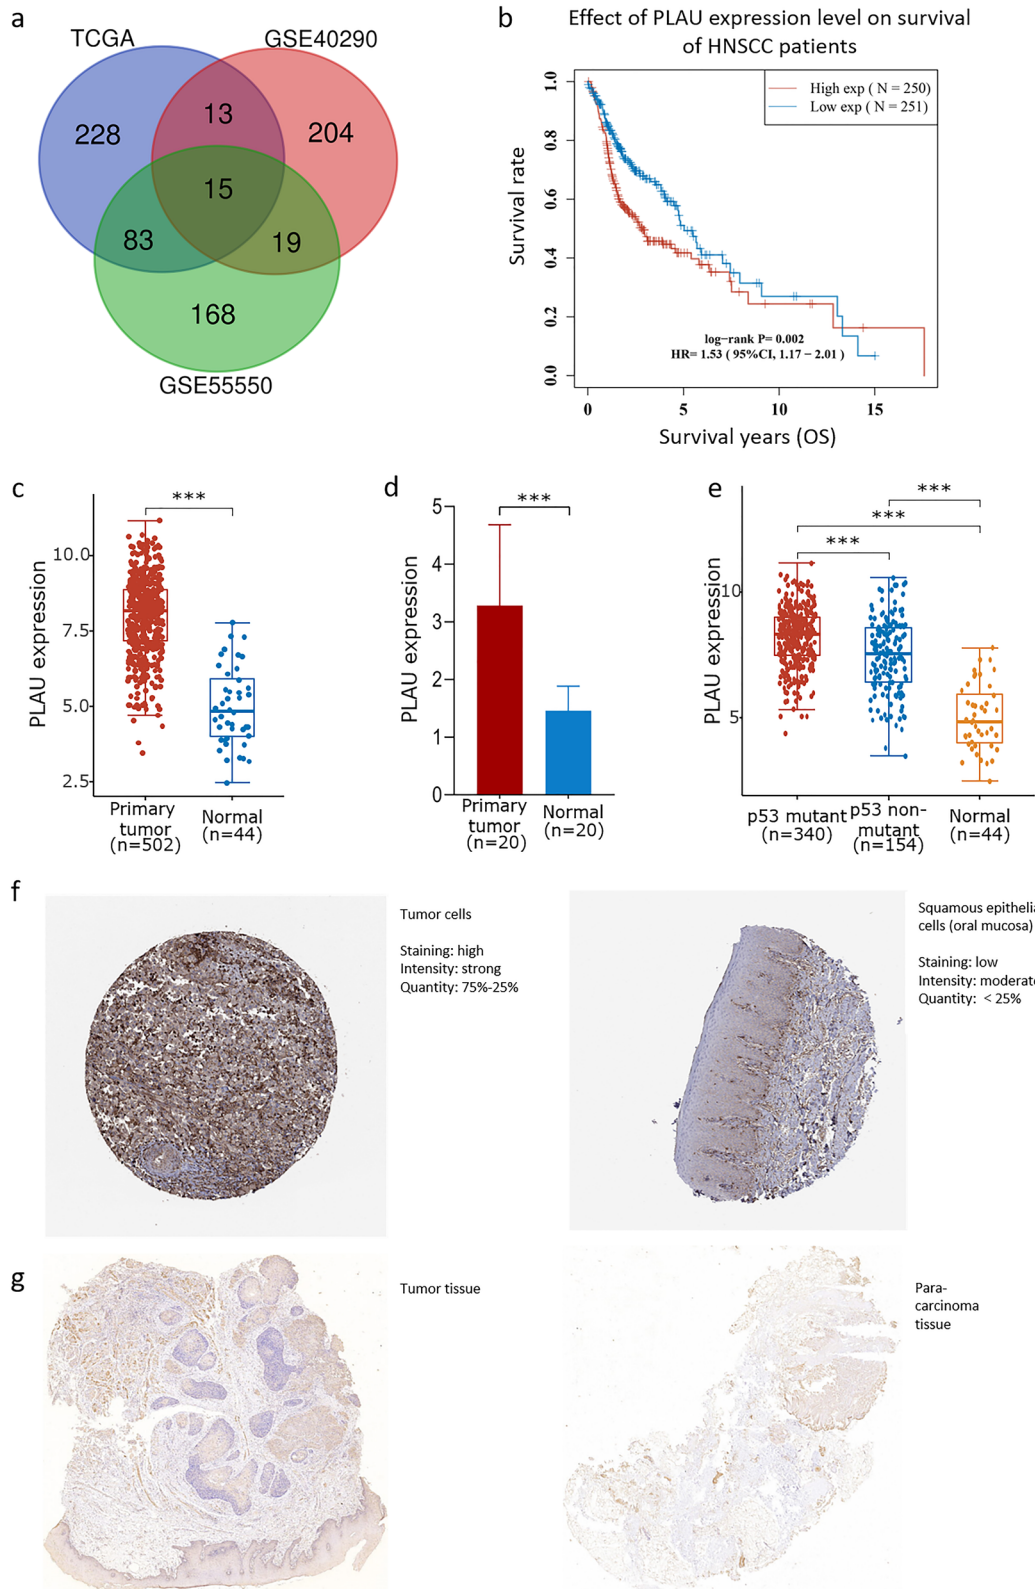 a
TCGA
GSE40290
228
13
204
15
83
19
168
GSE55550
b
Effect of PLAU expression level on survival
of HNSCC patients
High exp ( N = 250)
Low exp ( N = 251)
Survival rate
1.0
0.8
0.6
0.4
0.2
0.0
log−rank P= 0.002
HR= 1.53 ( 95%CI, 1.17 − 2.01 )
0 5 10 15
Survival years (OS)
c
***
PLAU expression
10.0
7.5
5.0
2.5
Primary
tumor
(n=502)
Normal
(n=44)
d
***
PLAU expression
5
4
3
2
1
0
Primary
tumor
(n=20)
Normal
(n=20)
e
***
***
***
PLAU expression
10
5
p53 mutant
(n=340)
p53 non-
mutant
(n=154)
Normal
(n=44)
f
Tumor cells
Staining: high
Intensity: strong
Quantity: 75%-25%
Squamous epithelia
cells (oral mucosa)
Staining: low
Intensity: moderate
Quantity: < 25%
g
Tumor tissue
Para-
carcinoma
tissue